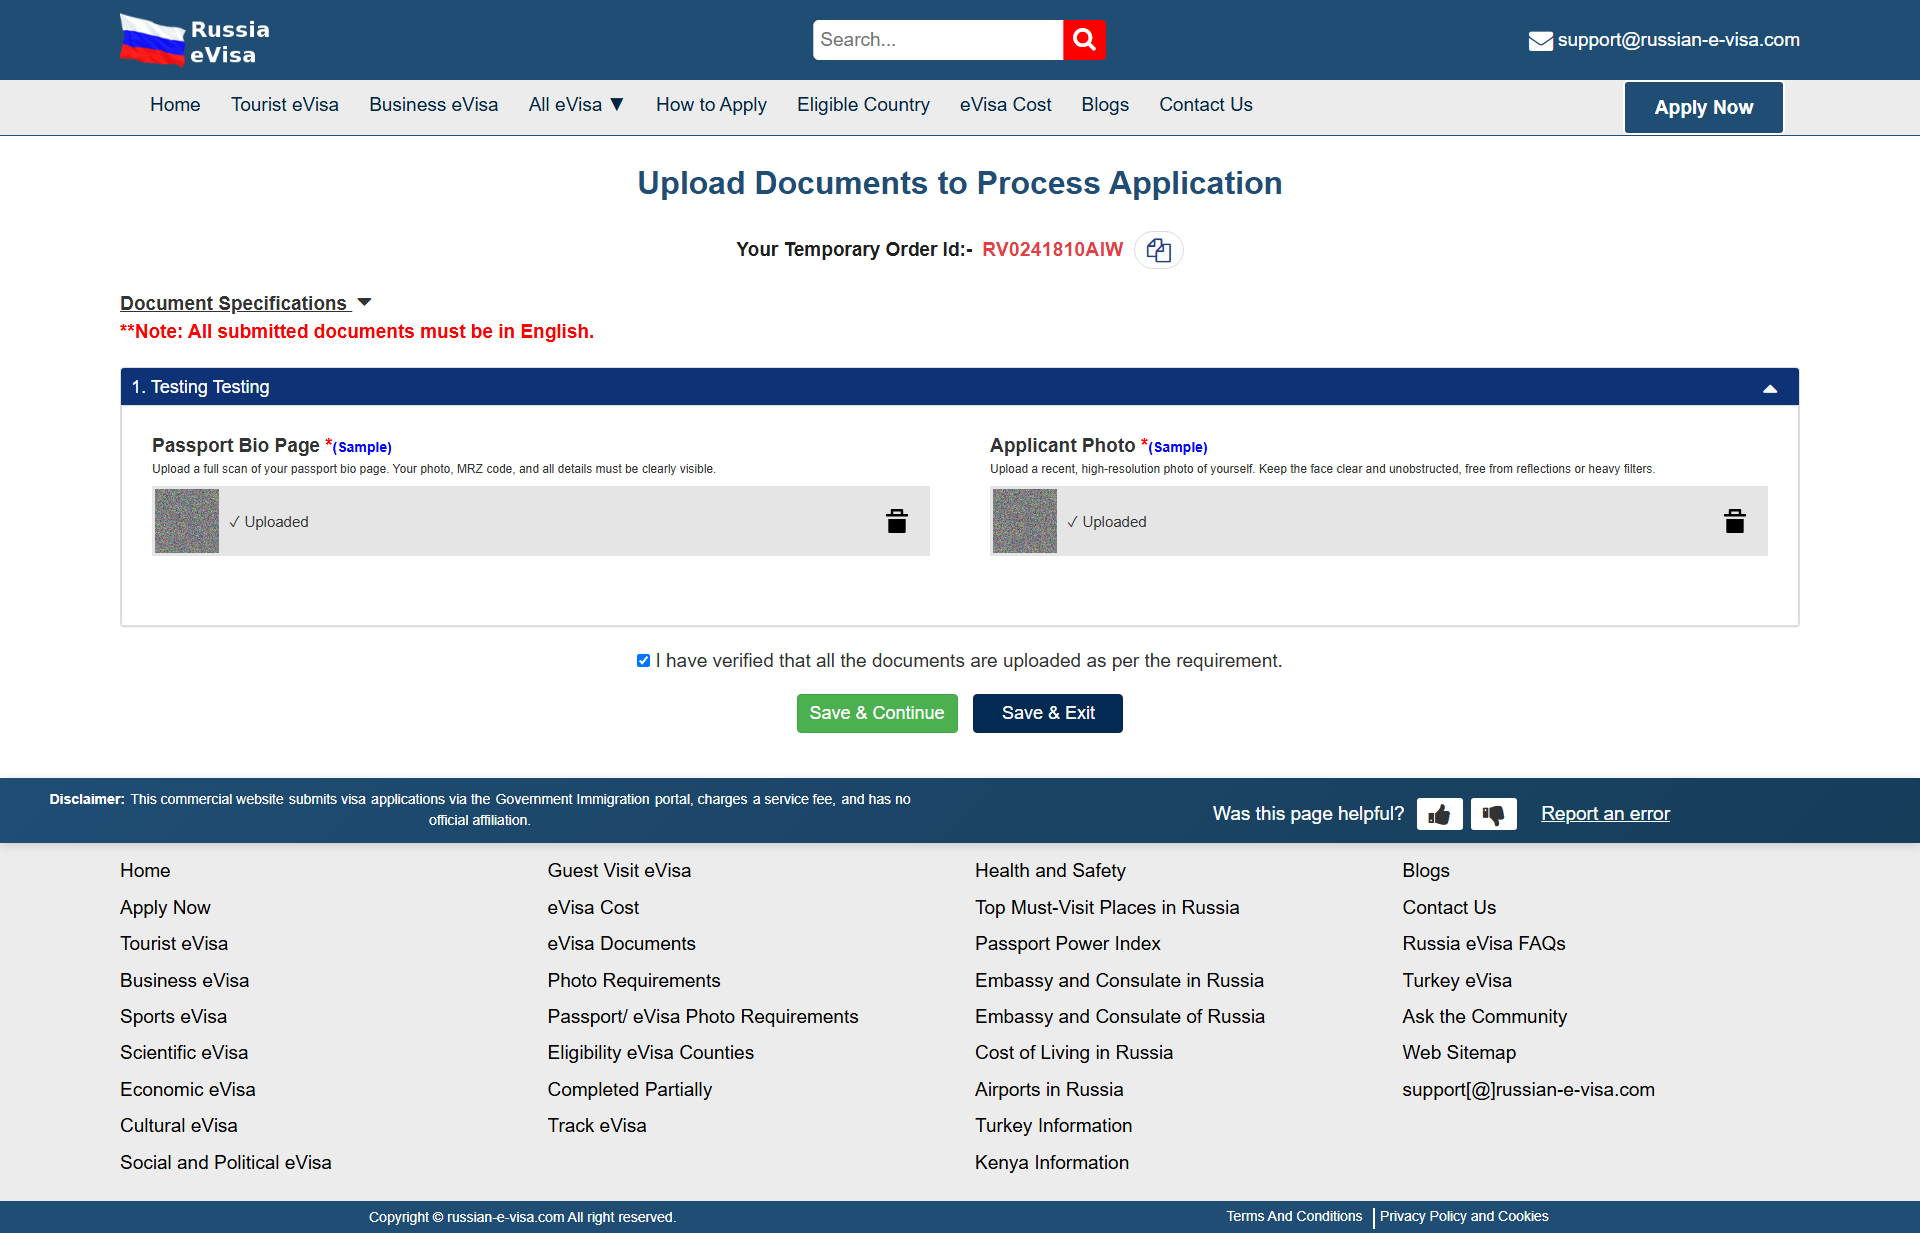 Russia
eVisa
Search...
support@russian-e-visa.com
Home Tourist eVisa Business eVisa All eVisa ▼ How to Apply Eligible Country eVisa Cost Blogs Contact Us Apply Now
Upload Documents to Process Application
Your Temporary Order Id:- RV0241810AIW
Document Specifications
**Note: All submitted documents must be in English.
1. Testing Testing
Passport Bio Page *(Sample)
Upload a full scan of your passport bio page. Your photo, MRZ code, and all details must be clearly visible.
✓ Uploaded
Applicant Photo *(Sample)
Upload a recent, high-resolution photo of yourself. Keep the face clear and unobstructed, free from reflections or heavy filters.
✓ Uploaded
I have verified that all the documents are uploaded as per the requirement.
Save & Continue Save & Exit
Disclaimer: This commercial website submits visa applications via the Government Immigration portal, charges a service fee, and has no
official affiliation.
Was this page helpful? Report an error
Home
Apply Now
Tourist eVisa
Business eVisa
Sports eVisa
Scientific eVisa
Economic eVisa
Cultural eVisa
Social and Political eVisa
Guest Visit eVisa
eVisa Cost
eVisa Documents
Photo Requirements
Passport/ eVisa Photo Requirements
Eligibility eVisa Counties
Completed Partially
Track eVisa
Health and Safety
Top Must-Visit Places in Russia
Passport Power Index
Embassy and Consulate in Russia
Embassy and Consulate of Russia
Cost of Living in Russia
Airports in Russia
Turkey Information
Kenya Information
Blogs
Contact Us
Russia eVisa FAQs
Turkey eVisa
Ask the Community
Web Sitemap
support[@]russian-e-visa.com
Copyright © russian-e-visa.com All right reserved.
Terms And Conditions | Privacy Policy and Cookies